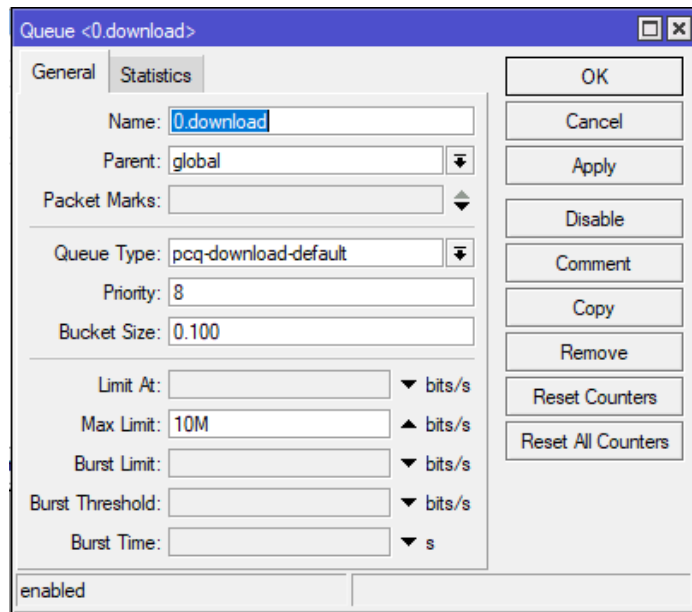 Queue <0.download>
General Statistics
Name: 0.download
Parent: global
Packet Marks:
Queue Type: pcq-download-default
Priority: 8
Bucket Size: 0.100
Limit At: bits/s
Max Limit: 10M bits/s
Burst Limit: bits/s
Burst Threshold: bits/s
Burst Time: s
enabled
OK
Cancel
Apply
Disable
Comment
Copy
Remove
Reset Counters
Reset All Counters